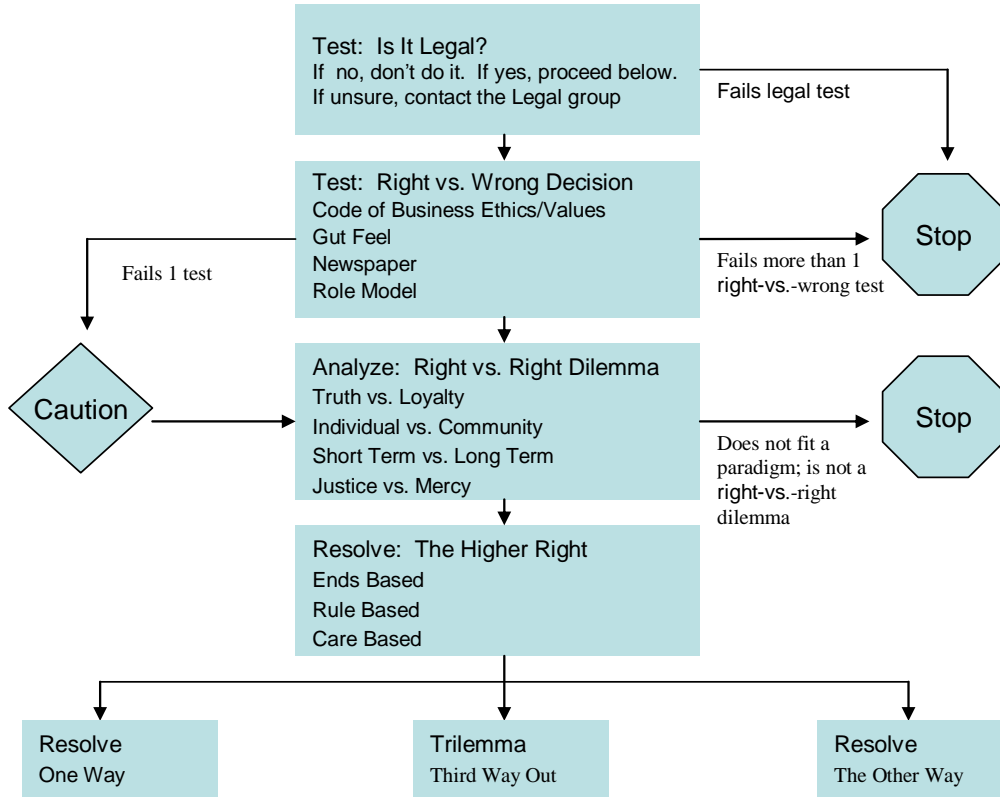 Test: Is It Legal?
If no, don't do it. If yes, proceed below.
If unsure, contact the Legal group
Fails legal test
Test: Right vs. Wrong Decision
Code of Business Ethics/Values
Gut Feel
Newspaper
Role Model
Stop
Fails 1 test
Fails more than 1
right-vs.-wrong test
Caution
Analyze: Right vs. Right Dilemma
Truth vs. Loyalty
Individual vs. Community
Short Term vs. Long Term
Justice vs. Mercy
Stop
Does not fit a
paradigm; is not a
right-vs.-right
dilemma
Resolve: The Higher Right
Ends Based
Rule Based
Care Based
Resolve
One Way
Trilemma
Third Way Out
Resolve
The Other Way